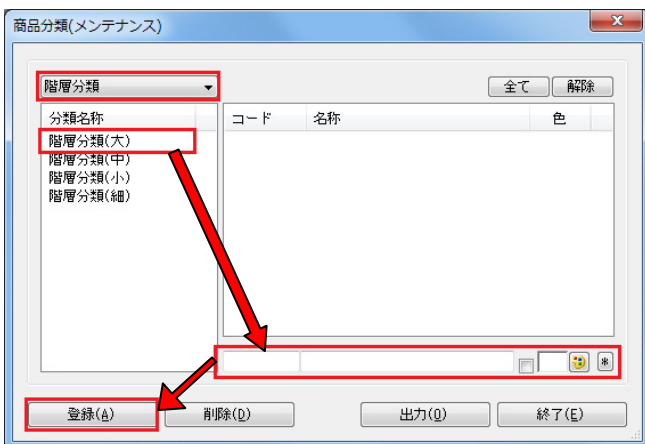 商品分類(メンテナンス)
階層分類
全て 解除
分類名称
コード 名称 色
階層分類(大)
階層分類(中)
階層分類(小)
階層分類(細)
*
登録(A) 削除(D) 出力(O) 終了(E)